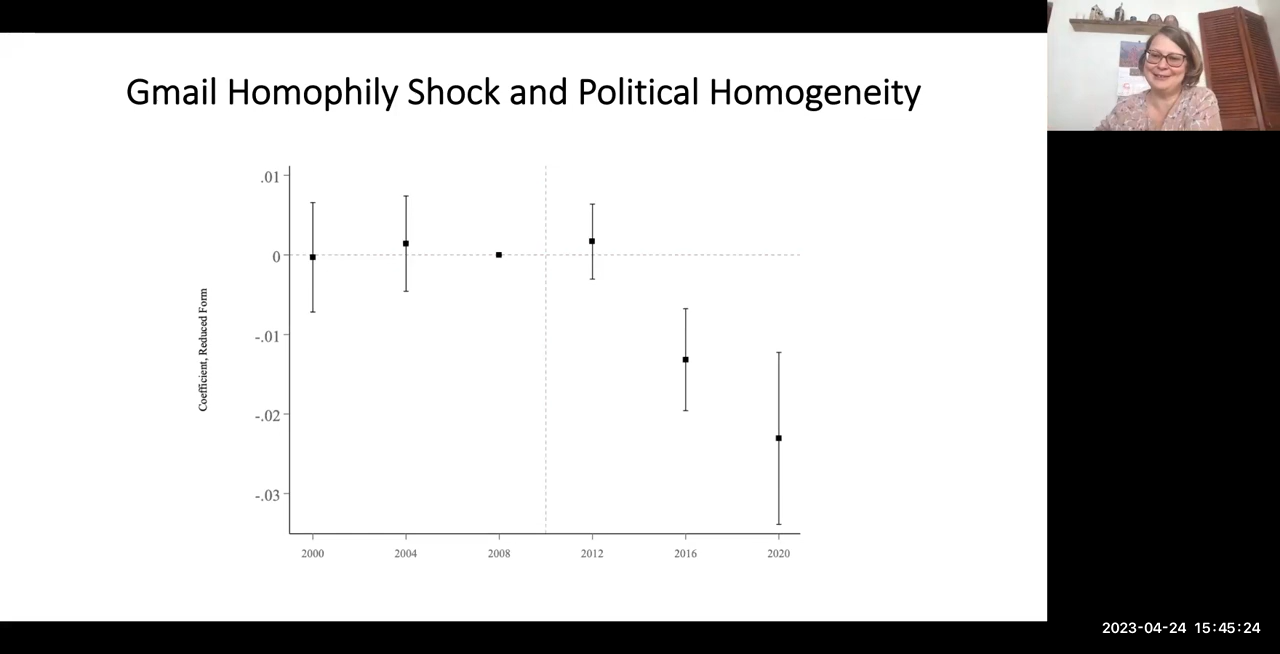 Gmail Homophily Shock and Political Homogeneity
.01
0
-.01
-.02
-.03
Coefficient, Reduced Form
2000 2004 2008 2012 2016 2020
2023-04-24 15:45:24